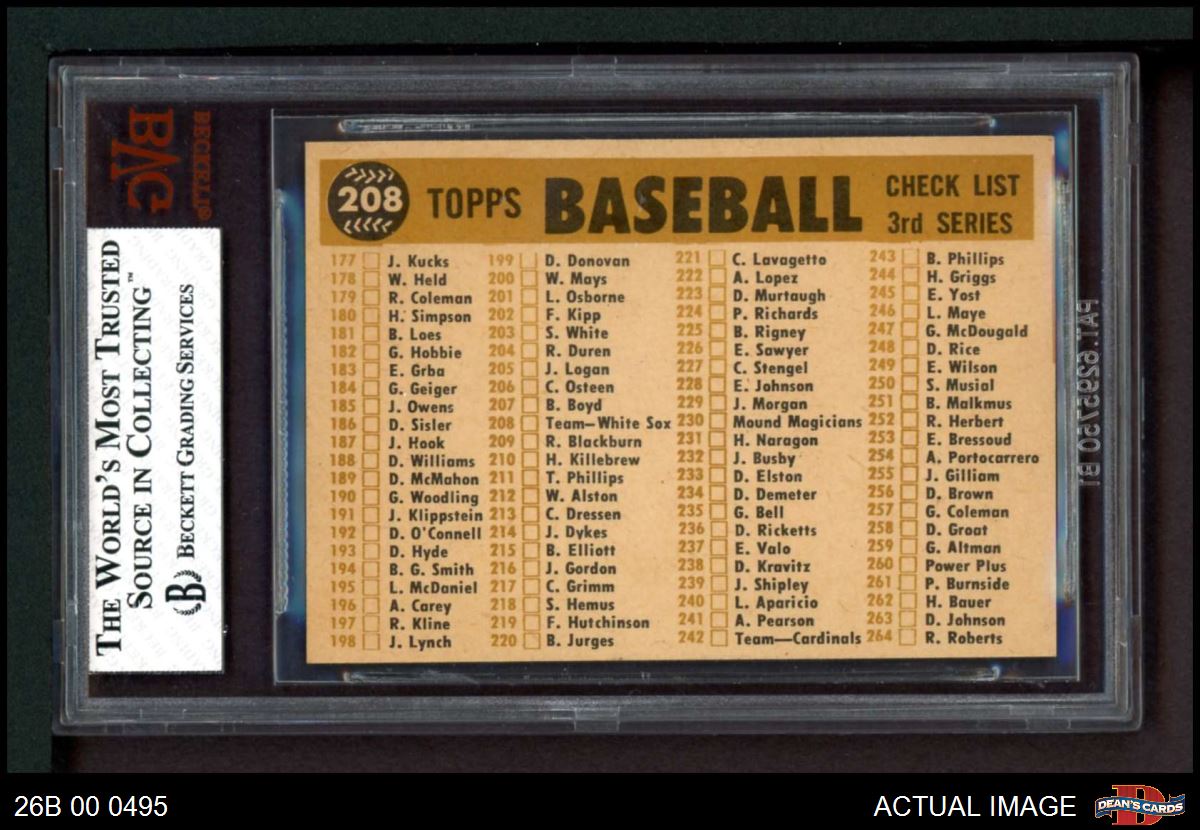 BECKETT®
BVG
THE WORLD'S MOST TRUSTED
SOURCE IN COLLECTING™
B BECKETT GRADING SERVICES
208 TOPPS BASEBALL CHECK LIST
3rd SERIES
177 J. Kucks
178 W. Held
179 R. Coleman
180 H. Simpson
181 B. Loes
182 G. Hobbie
183 E. Grba
184 G. Geiger
185 J. Owens
186 D. Sisler
187 J. Hook
188 D. Williams
189 D. McMahon
190 G. Woodling
191 J. Klippstein
192 D. O'Connell
193 D. Hyde
194 B. G. Smith
195 L. McDaniel
196 A. Carey
197 R. Kline
198 J. Lynch
199 D. Donovan
200 W. Mays
201 L. Osborne
202 F. Kipp
203 S. White
204 R. Duren
205 J. Logan
206 C. Osteen
207 B. Boyd
208 Team—White Sox
209 R. Blackburn
210 H. Killebrew
211 T. Phillips
212 W. Alston
213 C. Dressen
214 J. Dykes
215 B. Elliott
216 J. Gordon
217 C. Grimm
218 S. Hemus
219 F. Hutchinson
220 B. Jurges
221 C. Lavagetto
222 A. Lopez
223 D. Murtaugh
224 P. Richards
225 B. Rigney
226 E. Sawyer
227 C. Stengel
228 E. Johnson
229 J. Morgan
230 Mound Magicians
231 H. Naragon
232 J. Busby
233 D. Elston
234 D. Demeter
235 G. Bell
236 D. Ricketts
237 E. Valo
238 D. Kravitz
239 J. Shipley
240 L. Aparicio
241 A. Pearson
242 Team—Cardinals
243 B. Phillips
244 H. Griggs
245 E. Yost
246 L. Maye
247 G. McDougald
248 D. Rice
249 E. Wilson
250 S. Musial
251 B. Malkmus
252 R. Herbert
253 E. Bressoud
254 A. Portocarrero
255 J. Gilliam
256 D. Brown
257 G. Coleman
258 D. Groat
259 G. Altman
260 Power Plus
261 P. Burnside
262 H. Bauer
263 D. Johnson
264 R. Roberts
PAT. 6295750 B1
26B 00 0495
ACTUAL IMAGE
DEAN'S CARDS